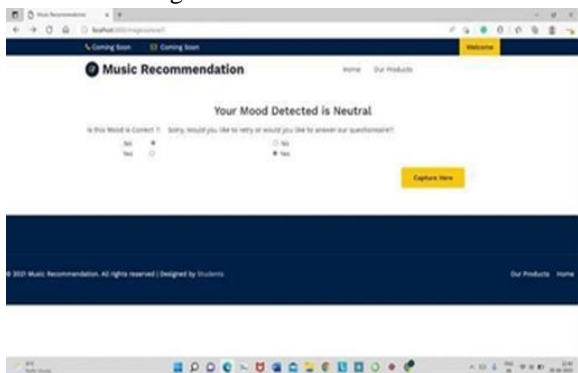 Music Recommendation
Coming Soon
Coming Soon
Welcome
Music Recommendation
Home
Our Products
Your Mood Detected is Neutral
Is this Mood is Correct ?!
Sorry, Would you like to retry or would you like to answer our questionnaire?!
No
No
Yes
Yes
Capture Here
© 2021 Music Recommendation. All rights reserved | Designed by Students
Our Products
Home